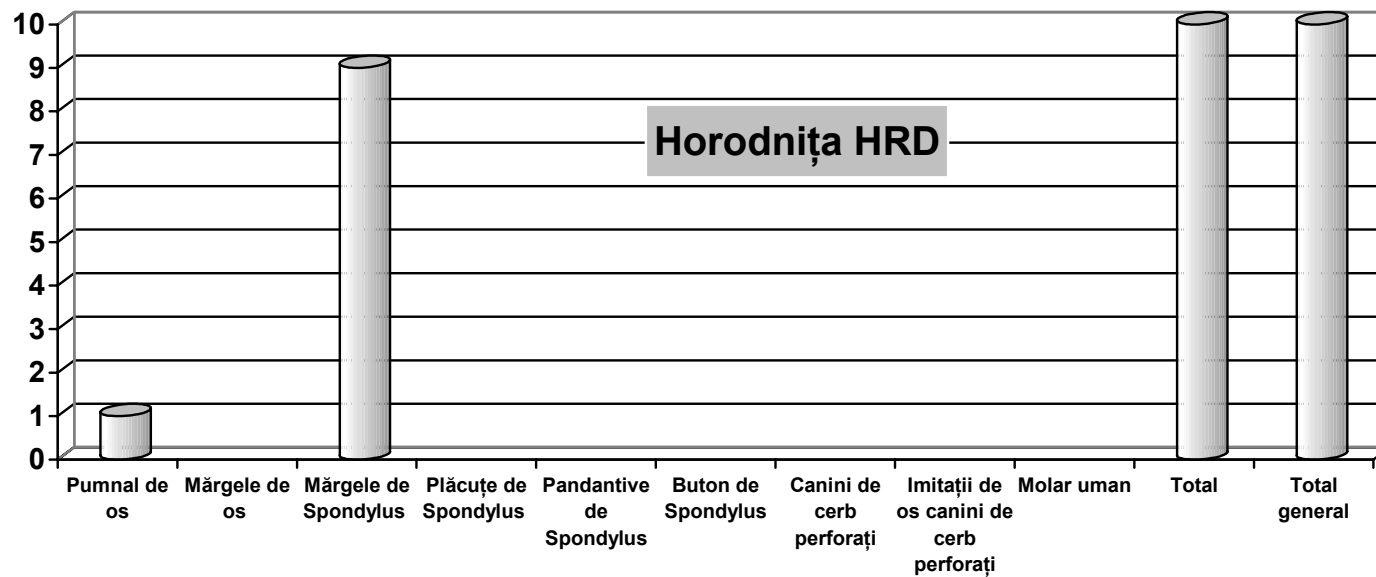 10
9
8
7
6
5
4
3
2
1
0
Horodnița HRD
Pumnal de
os
Mărgele de
os
Mărgele de
Spondylus
Plăcuțe de
Spondylus
Pandantive
de
Spondylus
Buton de
Spondylus
Canini de
cerb
perforați
Imitații de
os canini de
cerb
perforați
Molar uman
Total
Total
general